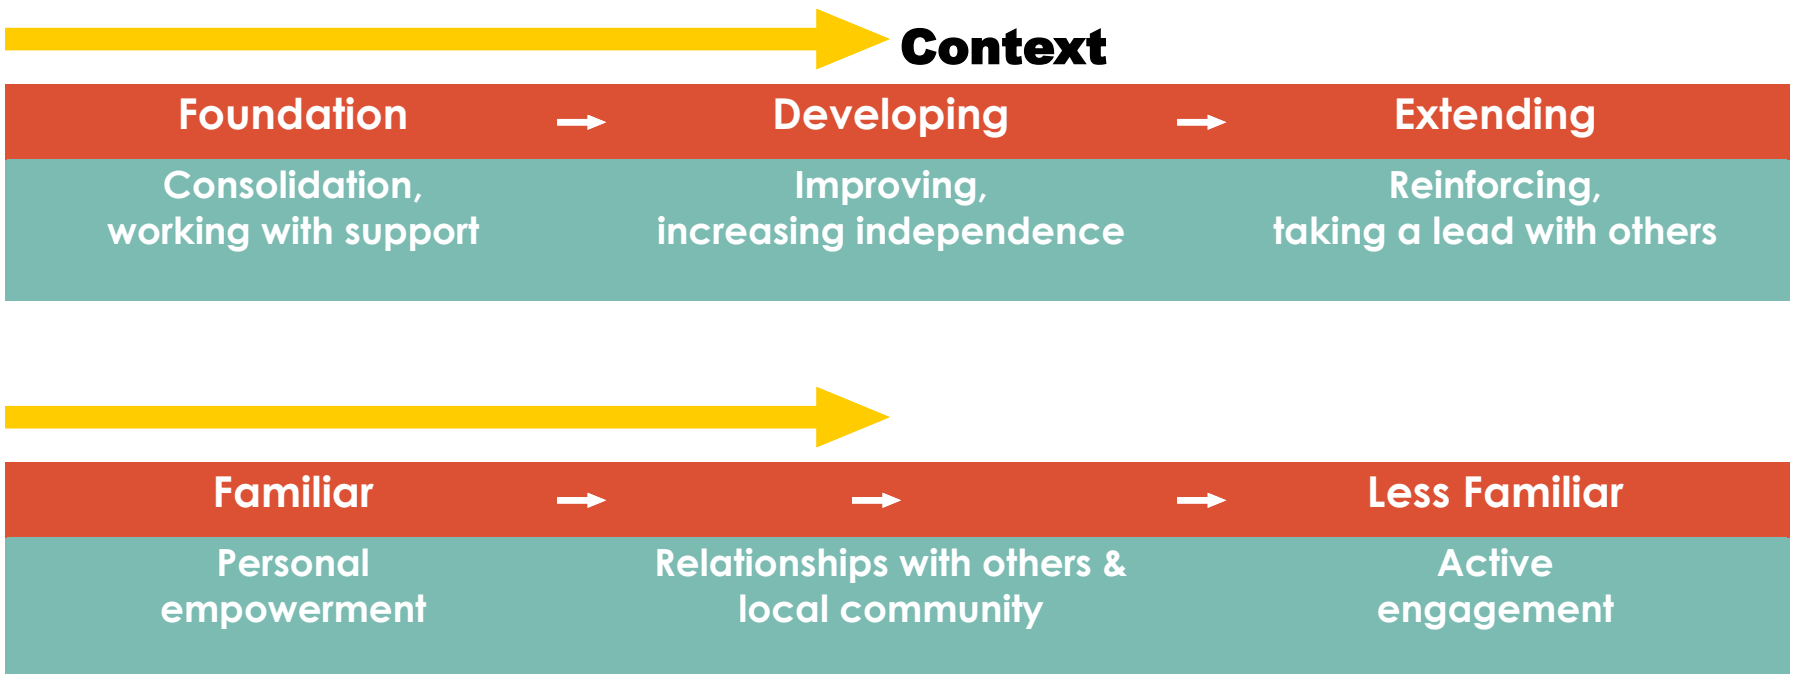 Context
Foundation → Developing → Extending
Consolidation, Improving, Reinforcing,
working with support increasing independence taking a lead with others
Familiar → → → Less Familiar
Personal Relationships with others & Active
empowerment local community engagement